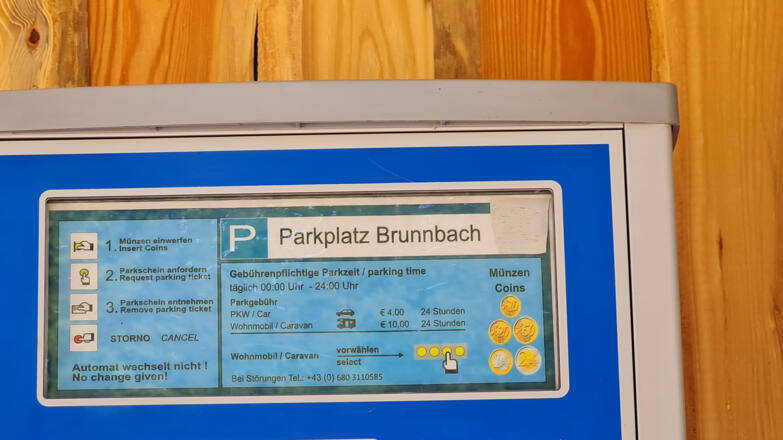 1. Münzen einwerfen
Insert Coins
2. Parkschein anfordern
Request parking ticket
3. Parkschein entnehmen
Remove parking ticket
STORNO CANCEL
Automat wechselt nicht !
No change given!
P Parkplatz Brunnbach
Gebührenpflichtige Parkzeit / parking time
täglich 00:00 Uhr - 24:00 Uhr
Parkgebühr
PKW / Car € 4,00 24 Stunden
Wohnmobil / Caravan € 10,00 24 Stunden
Wohnmobil / Caravan vorwählen
select
Bei Störungen Tel.: +43 (0) 680 3110585
Münzen
Coins